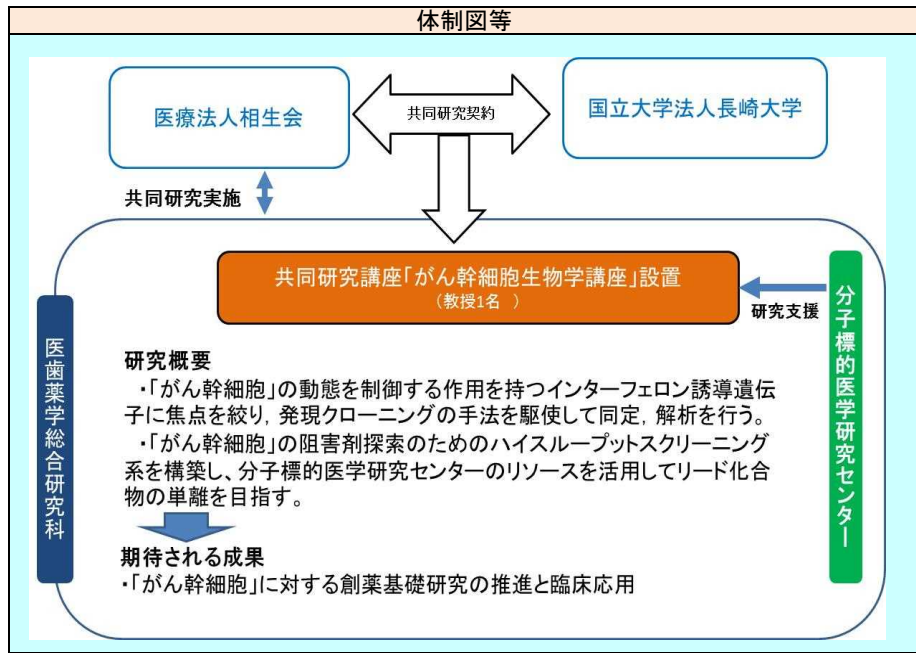 体制図等
医療法人相生会
共同研究契約
国立大学法人長崎大学
共同研究実施
共同研究講座「がん幹細胞生物学講座」設置
（教授1名　）
研究支援
医歯薬学総合研究科
分子標的医学研究センター
研究概要
・「がん幹細胞」の動態を制御する作用を持つインターフェロン誘導遺伝
子に焦点を絞り，発現クローニングの手法を駆使して同定，解析を行う。
・「がん幹細胞」の阻害剤探索のためのハイスループットスクリーニング
系を構築し、分子標的医学研究センターのリソースを活用してリード化合
物の単離を目指す。
期待される成果
・「がん幹細胞」に対する創薬基礎研究の推進と臨床応用